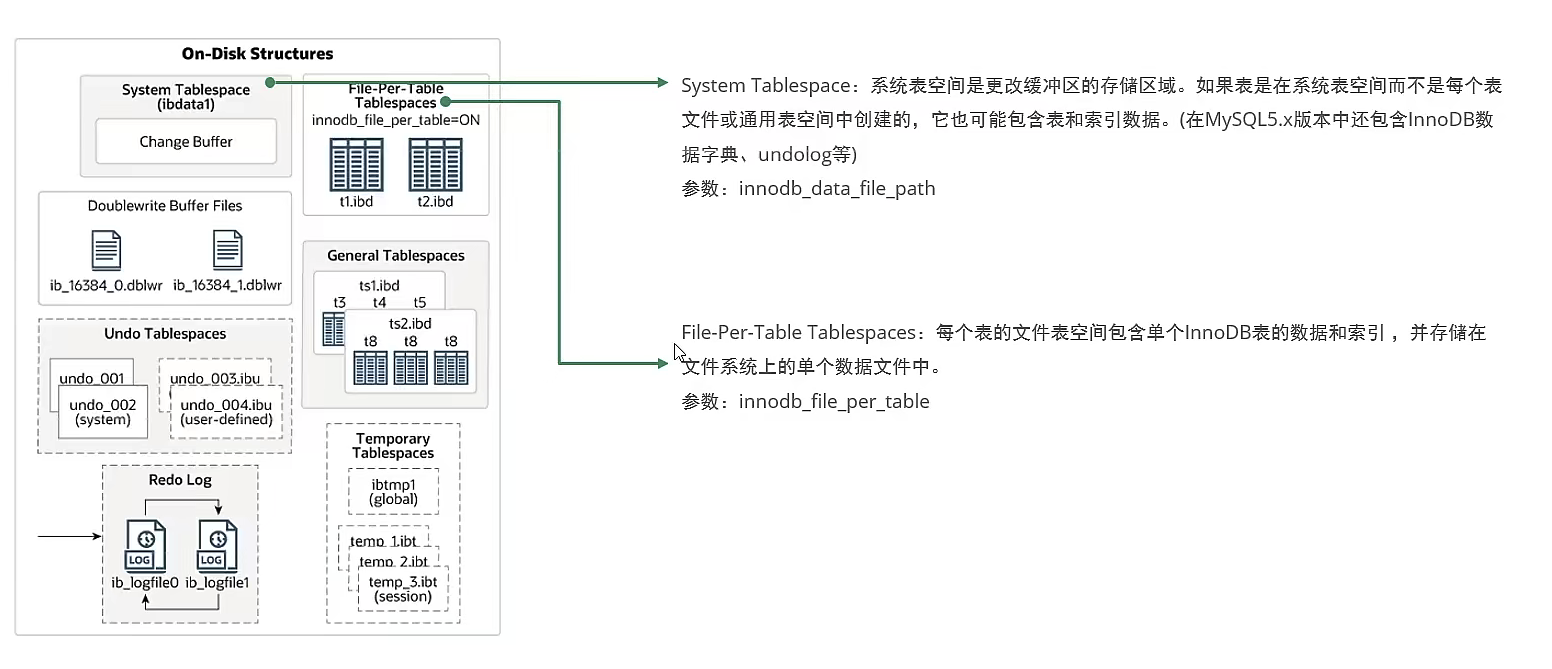 On-Disk Structures
System Tablespace
(ibdata1)
Change Buffer
File-Per-Table
Tablespaces
innodb_file_per_table=ON
t1.ibd
t2.ibd
Doublewrite Buffer Files
ib_16384_0.dblwr
ib_16384_1.dblwr
General Tablespaces
ts1.ibd
t3 t4 t5
ts2.ibd
t8 t8 t8
Undo Tablespaces
undo_001
undo_002
(system)
undo_003.ibu
undo_004.ibu
(user-defined)
Temporary
Tablespaces
ibtmp1
(global)
temp_1.ibt
temp_2.ibt
temp_3.ibt
(session)
Redo Log
LOG
LOG
ib_logfile0
ib_logfile1
System Tablespace：系统表空间是更改缓冲区的存储区域。如果表是在系统表空间而不是每个表
文件或通用表空间中创建的，它也可能包含表和索引数据。(在MySQL5.x版本中还包含InnoDB数
据字典、undolog等)
参数：innodb_data_file_path
File-Per-Table Tablespaces：每个表的文件表空间包含单个InnoDB表的数据和索引 ，并存储在
文件系统上的单个数据文件中。
参数：innodb_file_per_table